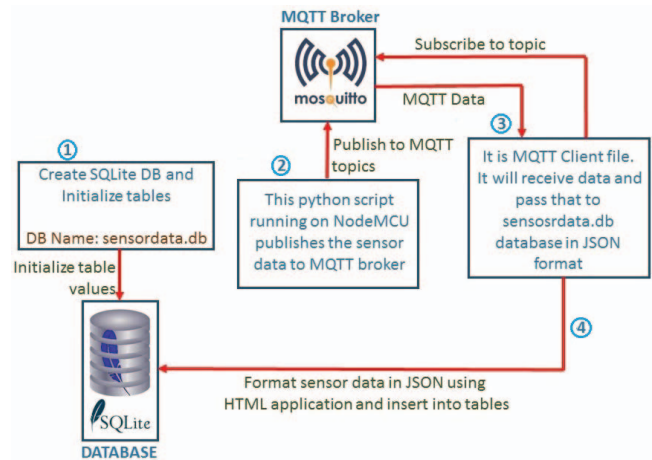 MQTT Broker
mosquitto
Subscribe to topic
MQTT Data
3
1
Create SQLite DB and
Initialize tables
DB Name: sensordata.db
Publish to MQTT
topics
2
This python script
running on NodeMCU
publishes the sensor
data to MQTT broker
It is MQTT Client file.
It will receive data and
pass that to
sensosrdata.db
database in JSON
format
Initialize table
values
4
Format sensor data in JSON using
HTML application and insert into tables
SQLite
DATABASE